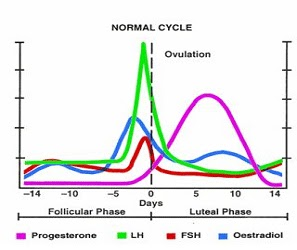 NORMAL CYCLE
Ovulation
−14 −10 −5 0 5 10 14
Days
Follicular Phase Luteal Phase
Progesterone LH FSH Oestradiol